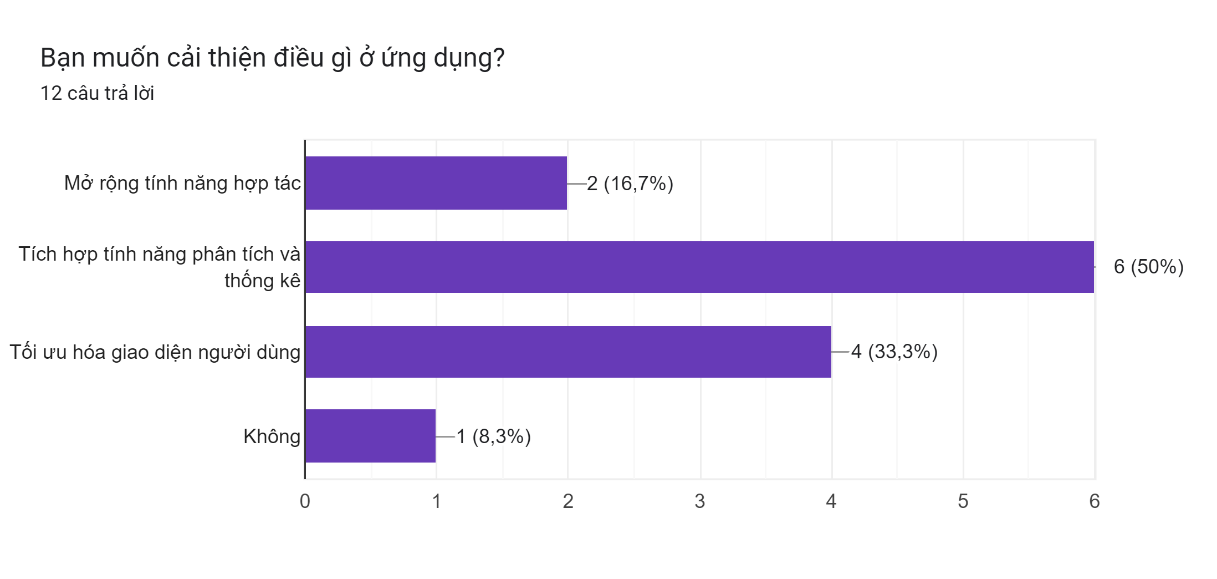 Bạn muốn cải thiện điều gì ở ứng dụng?
12 câu trả lời
Mở rộng tính năng hợp tác
2 (16,7%)
Tích hợp tính năng phân tích và
thống kê
6 (50%)
Tối ưu hóa giao diện người dùng
4 (33,3%)
Không
1 (8,3%)
0 1 2 3 4 5 6